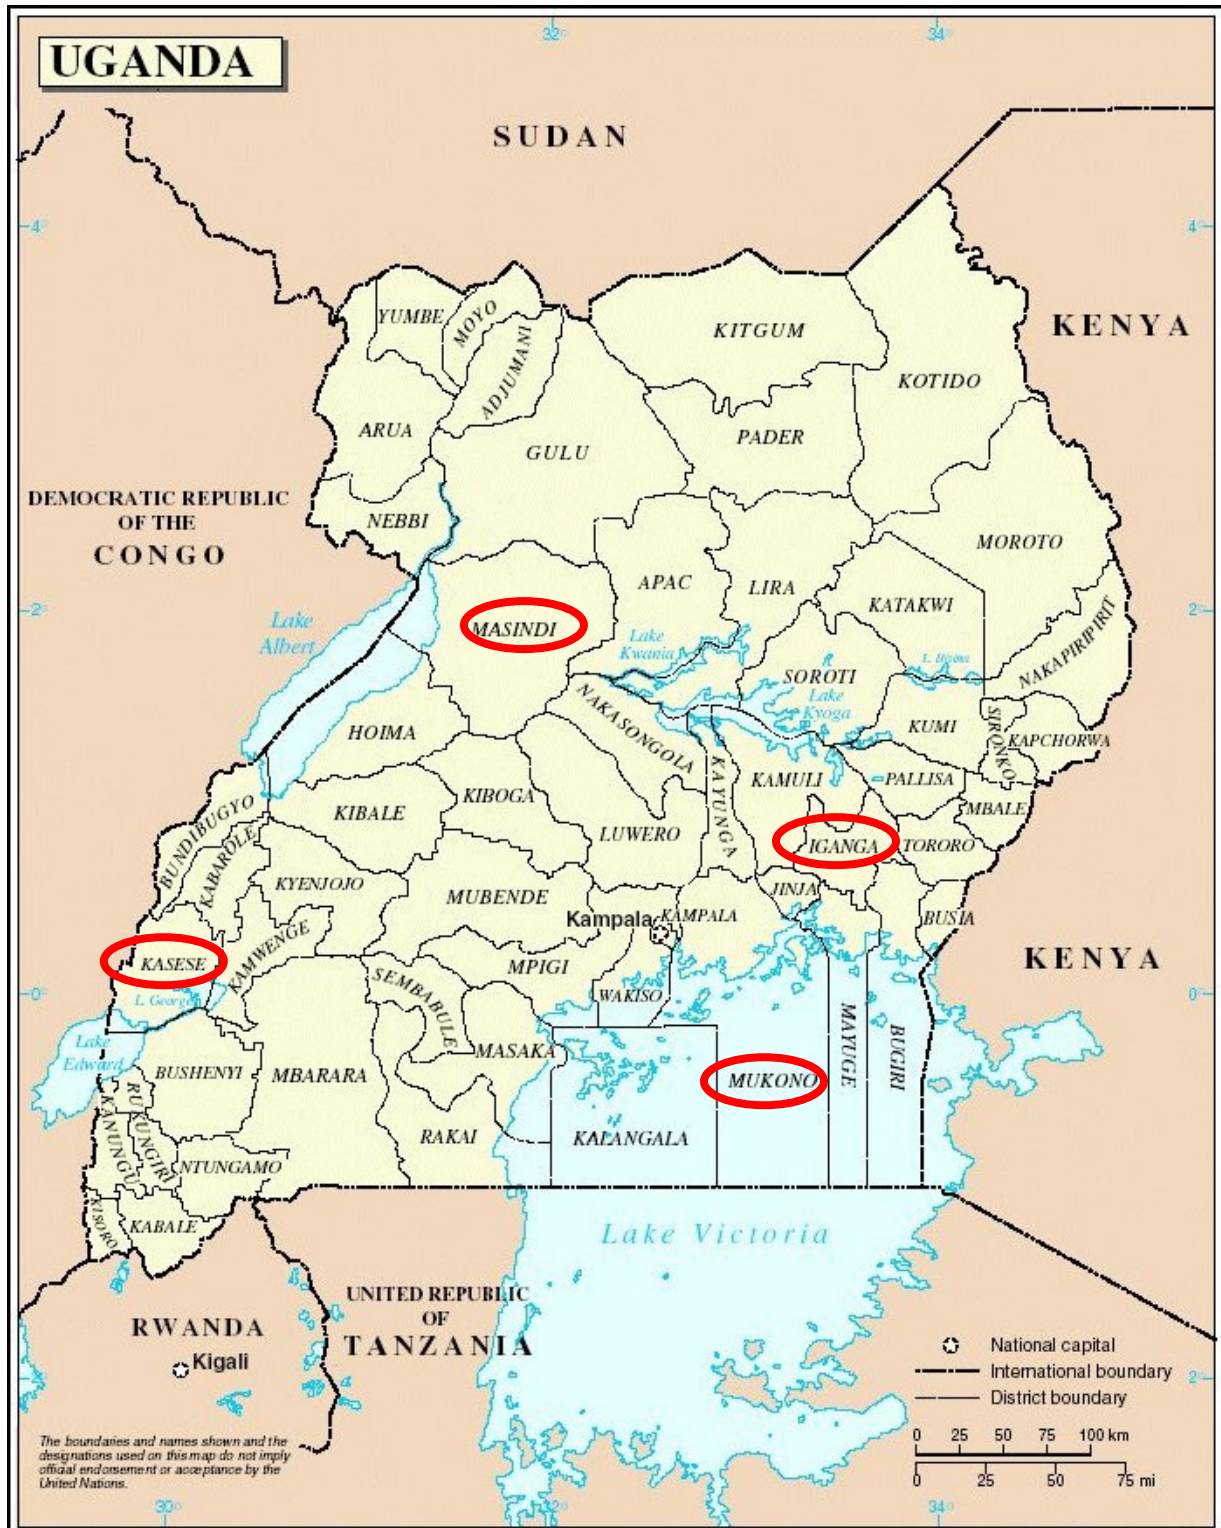 UGANDA
32°
34°
SUDAN
4°
4°
KENYA
YUMBE
MOYO
ADJUMANI
KITGUM
KOTIDO
ARUA
GULU
PADER
DEMOCRATIC REPUBLIC
OF THE
CONGO
NEBBI
MOROTO
APAC
LIRA
KATAKWI
2°
2°
Lake
Albert
MASINDI
Lake
Kwania
NAKAPIRIPIRIT
SOROTI
Lake
Kyoga
NAKASONGOLA
HOIMA
KUMI
SIRONKO
KAPCHORWA
KAYUNGA
KAMULI
PALLISA
KIBOGA
KIBALE
BUNDIBUGYO
MBALE
LUWERO
IGANGA
TORORO
KABAROLE
KYENJOJO
MUBENDE
JINJA
Kampala
KAMPALA
BUSIA
KAMWENGE
KASESE
MPIGI
KENYA
SEMBABULE
L. George
WAKISO
0°
0°
Lake
Edward
MASAKA
MAYUGE
BUGIRI
BUSHENYI
MBARARA
MUKONO
RUKUNGIRI
KANUNGU
RAKAI
KALANGALA
NTUNGAMO
KISORO
KABALE
Lake Victoria
UNITED REPUBLIC
OF
TANZANIA
RWANDA
Kigali
National capital
International boundary
District boundary
2°
0 25 50 75 100 km
0 25 50 75 mi
The boundaries and names shown and the
designations used on this map do not imply
official endorsement or acceptance by the
United Nations.
30°
32°
34°